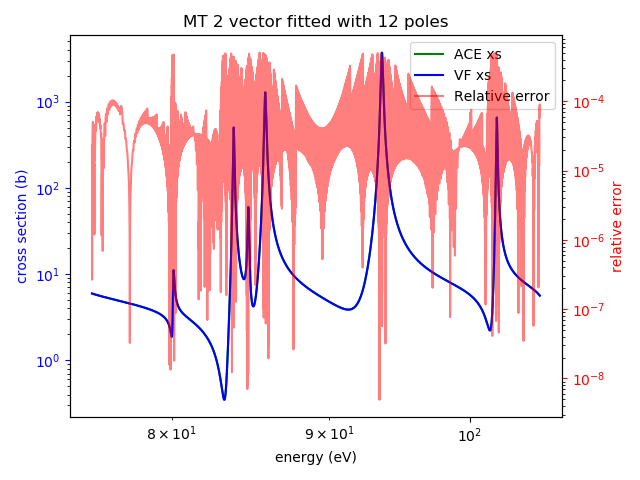 MT 2 vector fitted with 12 poles
ACE xs
VF xs
Relative error
cross section (b)
10³
10²
10¹
10⁰
10⁻⁴
10⁻⁵
10⁻⁶
10⁻⁷
10⁻⁸
relative error
8 × 10¹
9 × 10¹
10²
energy (eV)